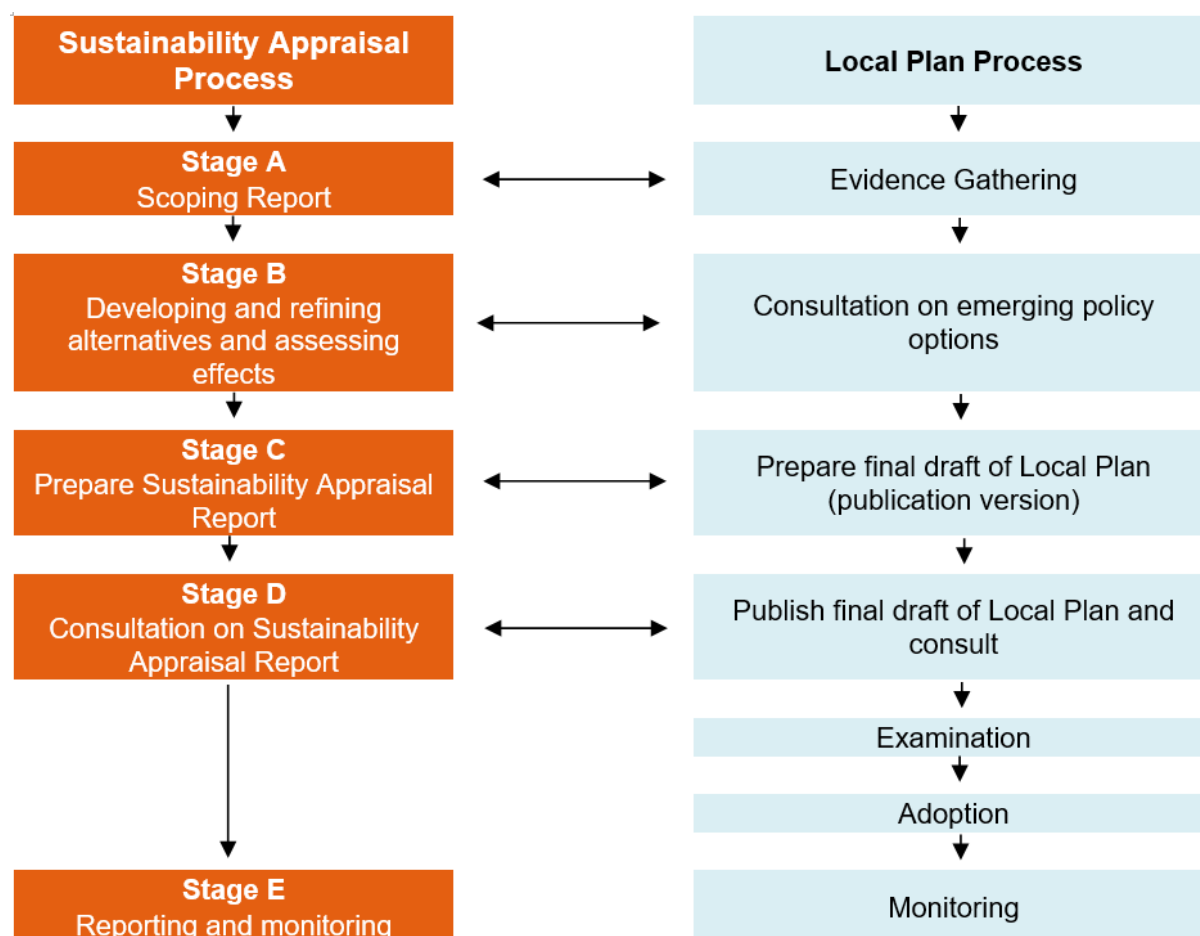 Sustainability Appraisal
Process
Local Plan Process
Stage A
Scoping Report
Evidence Gathering
Stage B
Developing and refining
alternatives and assessing
effects
Consultation on emerging policy
options
Stage C
Prepare Sustainability Appraisal
Report
Prepare final draft of Local Plan
(publication version)
Stage D
Consultation on Sustainability
Appraisal Report
Publish final draft of Local Plan and
consult
Examination
Adoption
Stage E
Reporting and monitoring
Monitoring